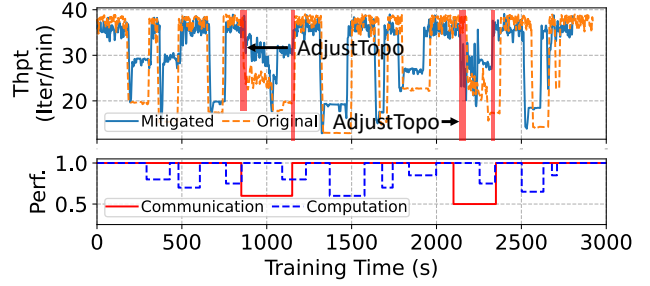 Thpt
(Iter/min)
40
30
20
AdjustTopo
AdjustTopo
Mitigated Original
Perf.
1.0
0.5
Communication Computation
0 500 1000 1500 2000 2500 3000
Training Time (s)